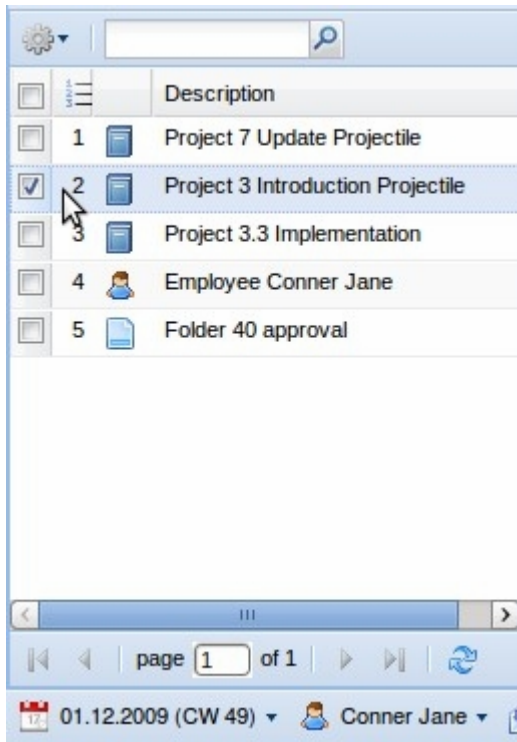 Description
1 Project 7 Update Projectile
2 Project 3 Introduction Projectile
3 Project 3.3 Implementation
4 Employee Conner Jane
5 Folder 40 approval
page 1 of 1
01.12.2009 (CW 49) Conner Jane